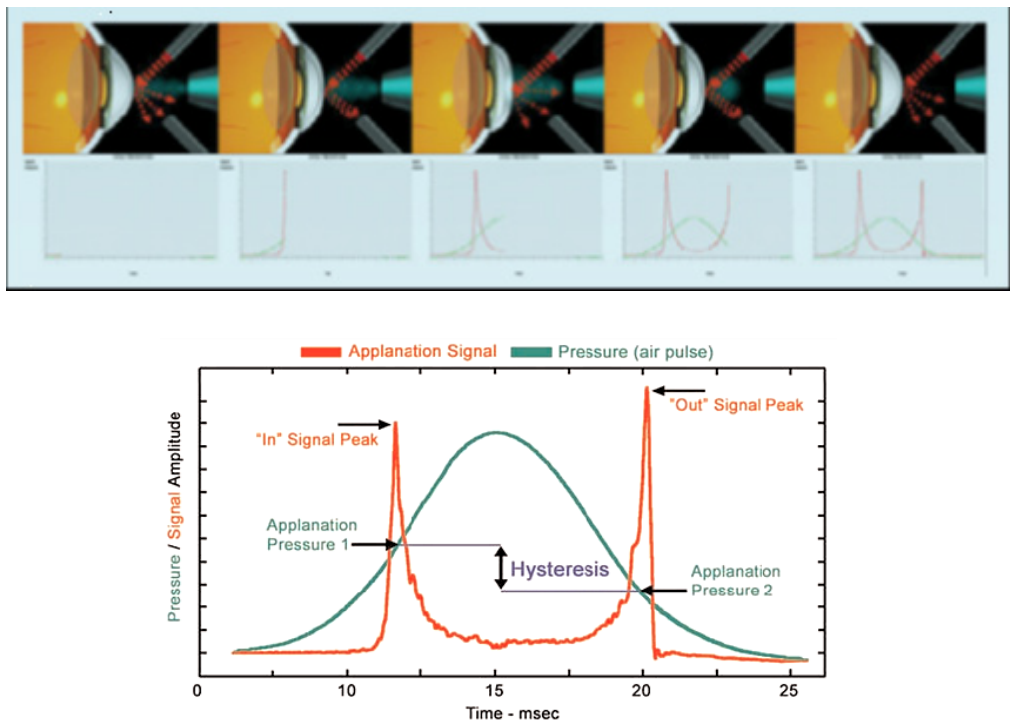 Applanation Signal Pressure (air pulse)
"In" Signal Peak
"Out" Signal Peak
Applanation
Pressure 1
Hysteresis
Applanation
Pressure 2
Pressure / Signal Amplitude
0 10 15 20 25
Time - msec